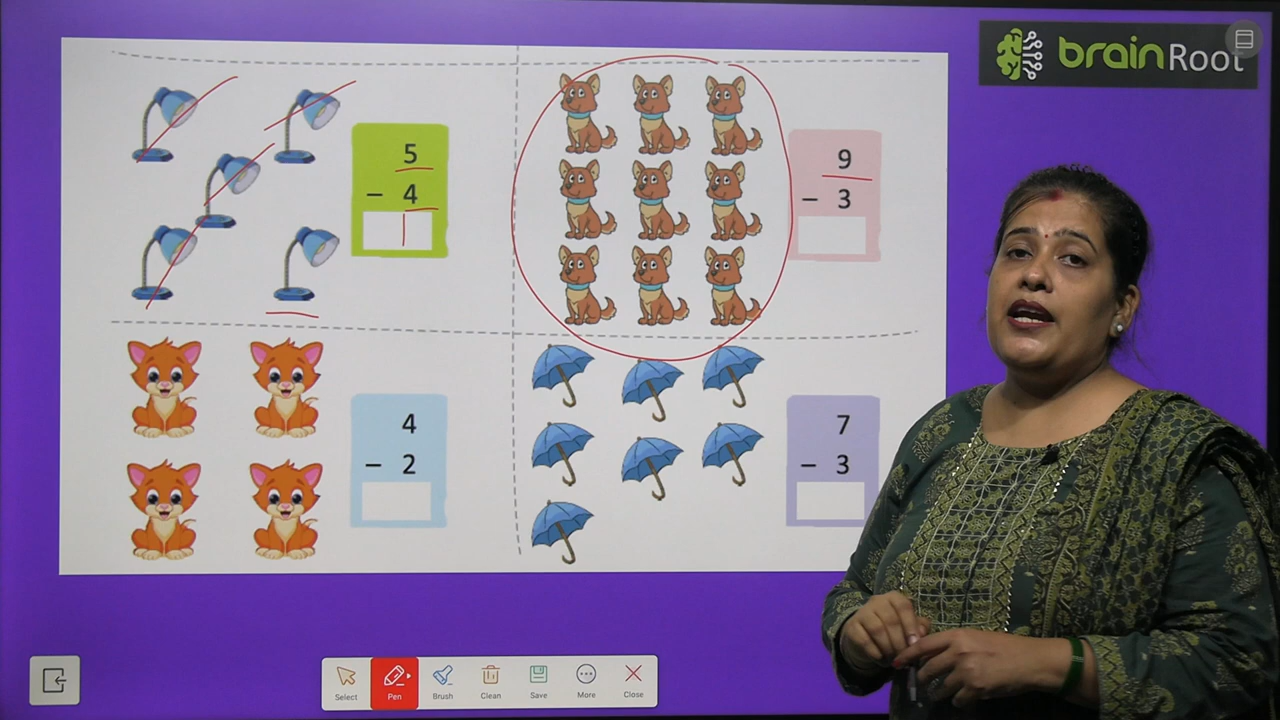 brainRoot
5
- 4
1
9
- 3
4
- 2
7
- 3
Select
Pen
Brush
Clean
Save
More
Close